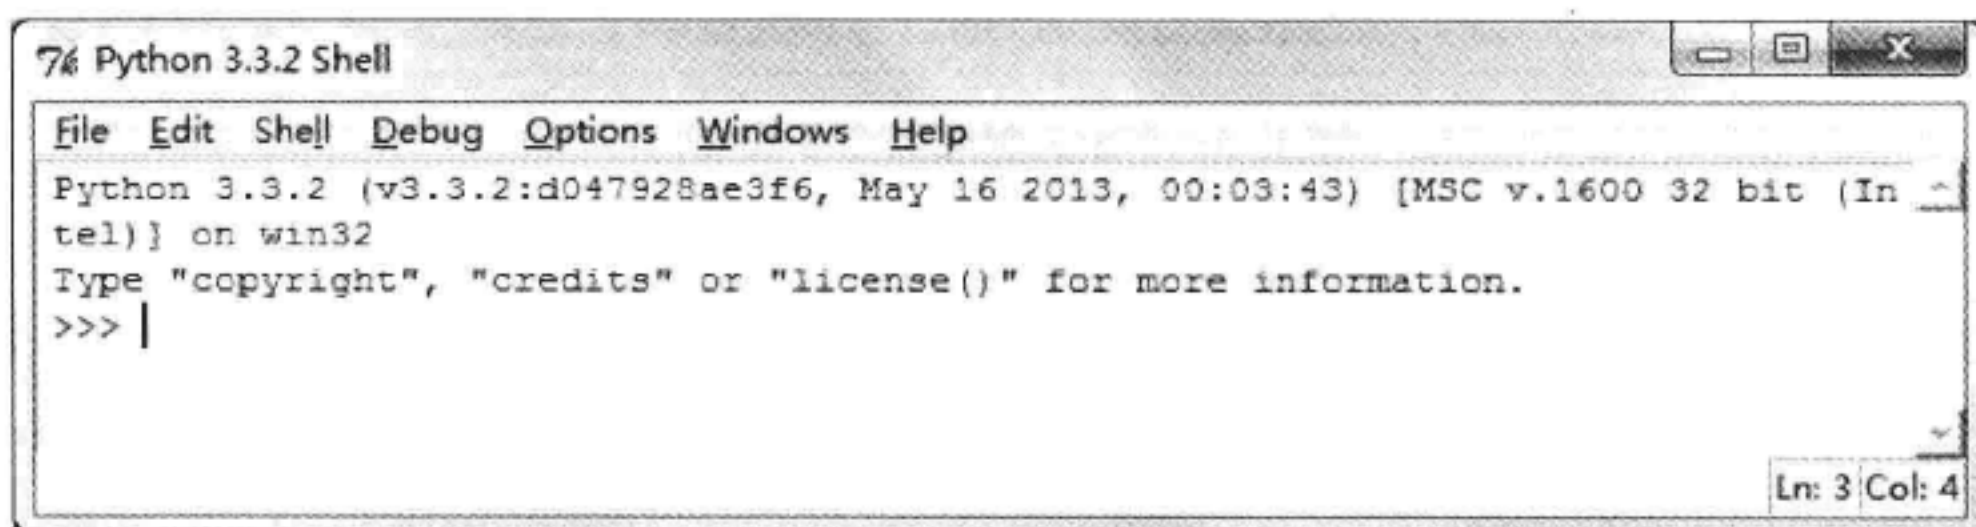 Python 3.3.2 Shell
File Edit Shell Debug Options Windows Help
Python 3.3.2 (v3.3.2:d047928ae3f6, May 16 2013, 00:03:43) [MSC v.1600 32 bit (In
tel)] on win32
Type "copyright", "credits" or "license()" for more information.
>>>
Ln: 3 Col: 4